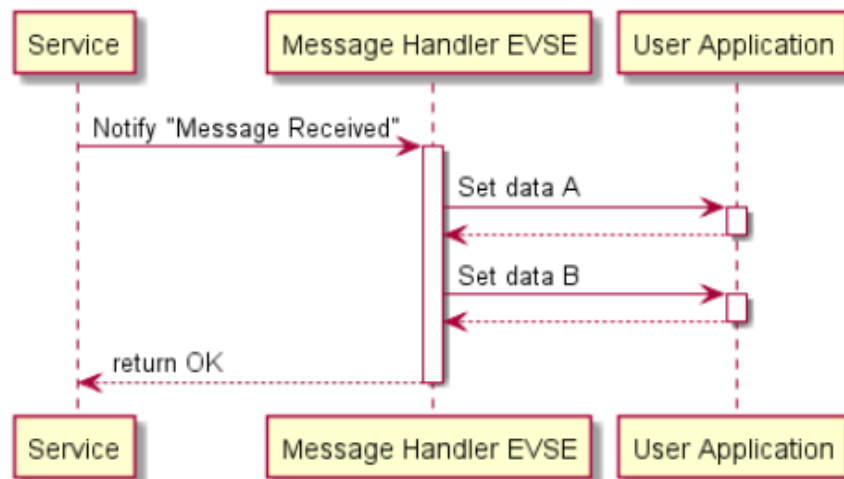 Service
Message Handler EVSE
User Application
Notify "Message Received"
Set data A
Set data B
return OK
Service
Message Handler EVSE
User Application